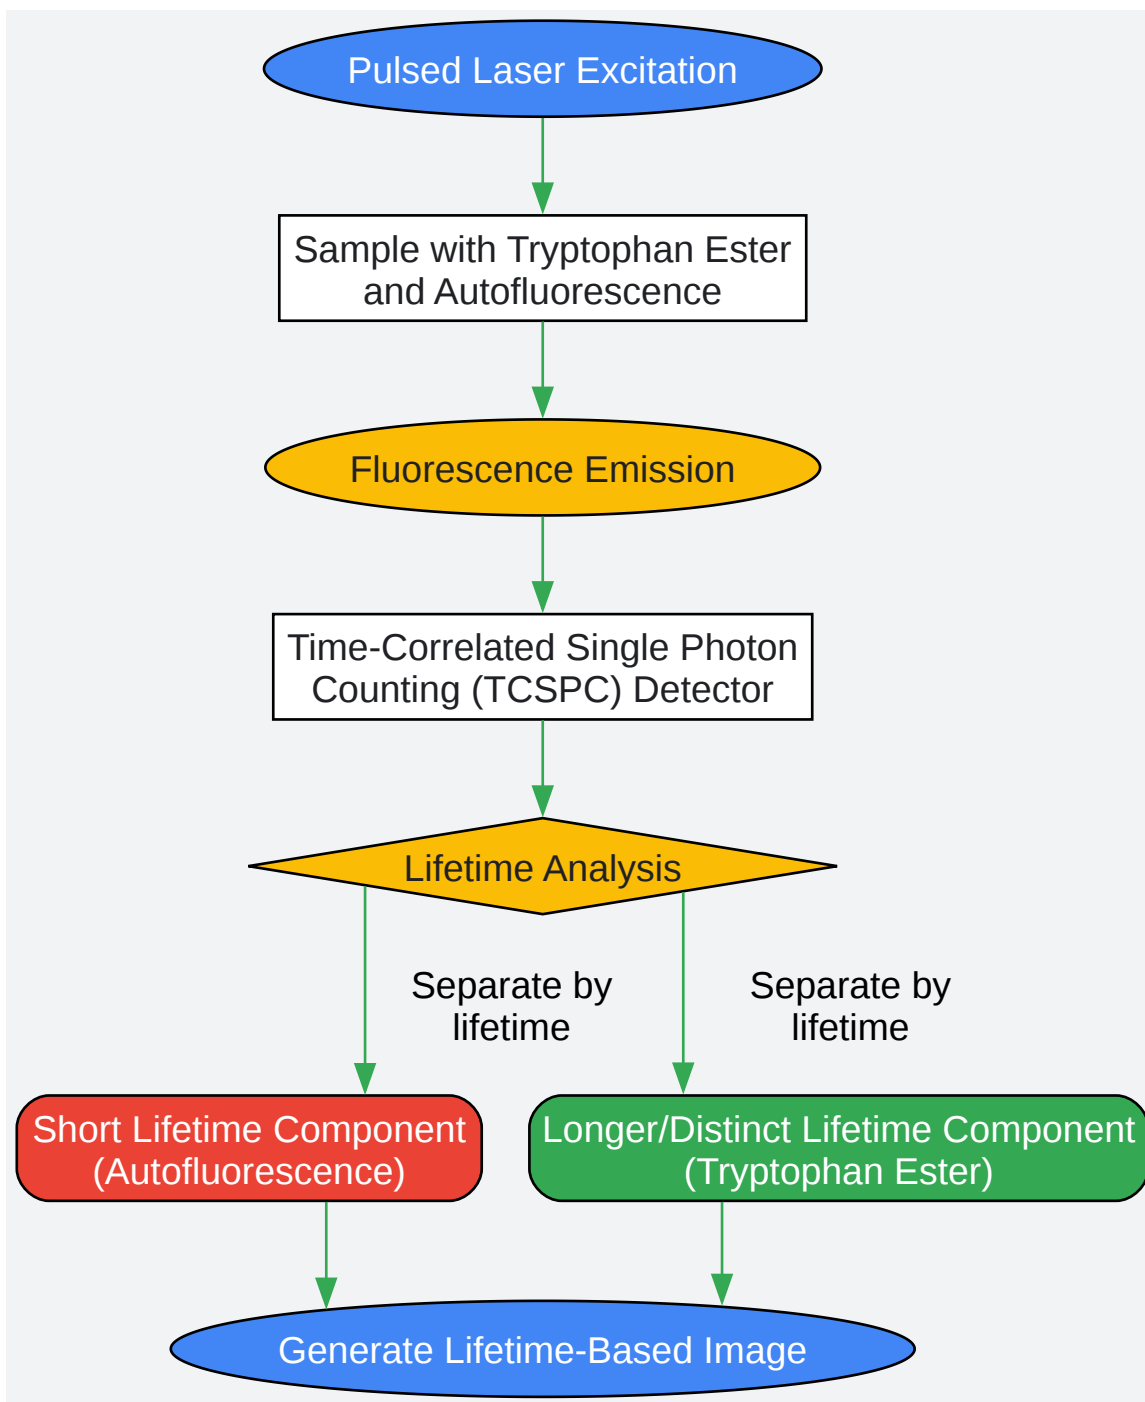 Pulsed Laser Excitation
Sample with Tryptophan Ester
and Autofluorescence
Fluorescence Emission
Time-Correlated Single Photon
Counting (TCSPC) Detector
Lifetime Analysis
Separate by
lifetime
Separate by
lifetime
Short Lifetime Component
(Autofluorescence)
Longer/Distinct Lifetime Component
(Tryptophan Ester)
Generate Lifetime-Based Image